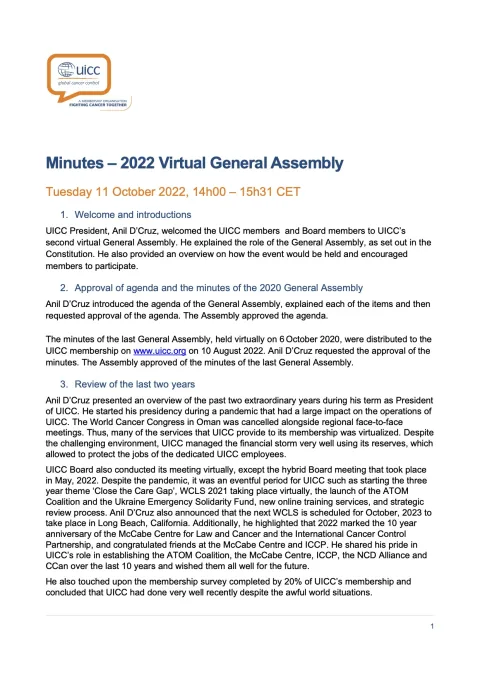 uicc
global cancer control
A MEMBERSHIP ORGANISATION
FIGHTING CANCER TOGETHER
Minutes – 2022 Virtual General Assembly
Tuesday 11 October 2022, 14h00 – 15h31 CET
1. Welcome and introductions
UICC President, Anil D'Cruz, welcomed the UICC members and Board members to UICC's
second virtual General Assembly. He explained the role of the General Assembly, as set out in the
Constitution. He also provided an overview on how the event would be held and encouraged
members to participate.
2. Approval of agenda and the minutes of the 2020 General Assembly
Anil D'Cruz introduced the agenda of the General Assembly, explained each of the items and then
requested approval of the agenda. The Assembly approved the agenda.
The minutes of the last General Assembly, held virtually on 6 October 2020, were distributed to the
UICC membership on www.uicc.org on 10 August 2022. Anil D'Cruz requested the approval of the
minutes. The Assembly approved of the minutes of the last General Assembly.
3. Review of the last two years
Anil D'Cruz presented an overview of the past two extraordinary years during his term as President
of UICC. He started his presidency during a pandemic that had a large impact on the operations of
UICC. The World Cancer Congress in Oman was cancelled alongside regional face-to-face
meetings. Thus, many of the services that UICC provide to its membership was virtualized. Despite
the challenging environment, UICC managed the financial storm very well using its reserves, which
allowed to protect the jobs of the dedicated UICC employees.
UICC Board also conducted its meeting virtually, except the hybrid Board meeting that took place
in May, 2022. Despite the pandemic, it was an eventful period for UICC such as starting the three
year theme 'Close the Care Gap', WCLS 2021 taking place virtually, the launch of the ATOM
Coalition and the Ukraine Emergency Solidarity Fund, new online training services, and strategic
review process. Anil D'Cruz also announced that the next WCLS is scheduled for October, 2023 to
take place in Long Beach, California. Additionally, he highlighted that 2022 marked the 10 year
anniversary of the McCabe Centre for Law and Cancer and the International Cancer Control
Partnership, and congratulated friends at the McCabe Centre and ICCP. He shared his pride in
UICC's role in establishing the ATOM Coalition, the McCabe Centre, ICCP, the NCD Alliance and
CCan over the last 10 years and wished them all well for the future.
He also touched upon the membership survey completed by 20% of UICC's membership and
concluded that UICC had done very well recently despite the awful world situations.
1